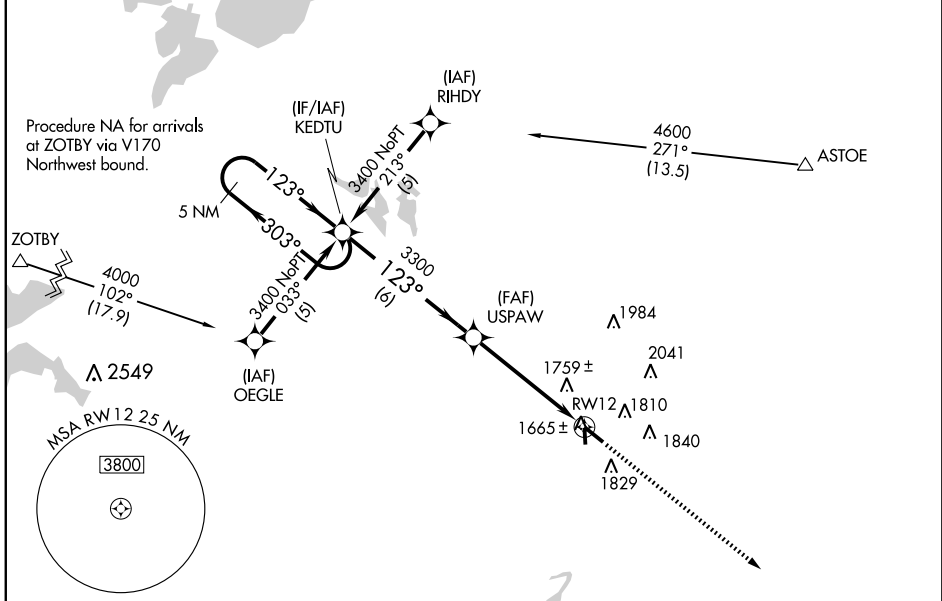 (IAF)
RIHDY
(IF/IAF)
KEDTU
Procedure NA for arrivals
at ZOTBY via V170
Northwest bound.
4600
271°
(13.5)
ASTOE
3400 NoPT
213°
(5)
123°
5 NM
303°
ZOTBY
4000
102°
(17.9)
3400 NoPT
033°
(5)
3300
123°
(6)
(FAF)
USPAW
(IAF)
OEGLE
1984
2041
1759 ±
2549
RW12
1810
1665 ±
1840
1829
MSA RW12 25 NM
3800